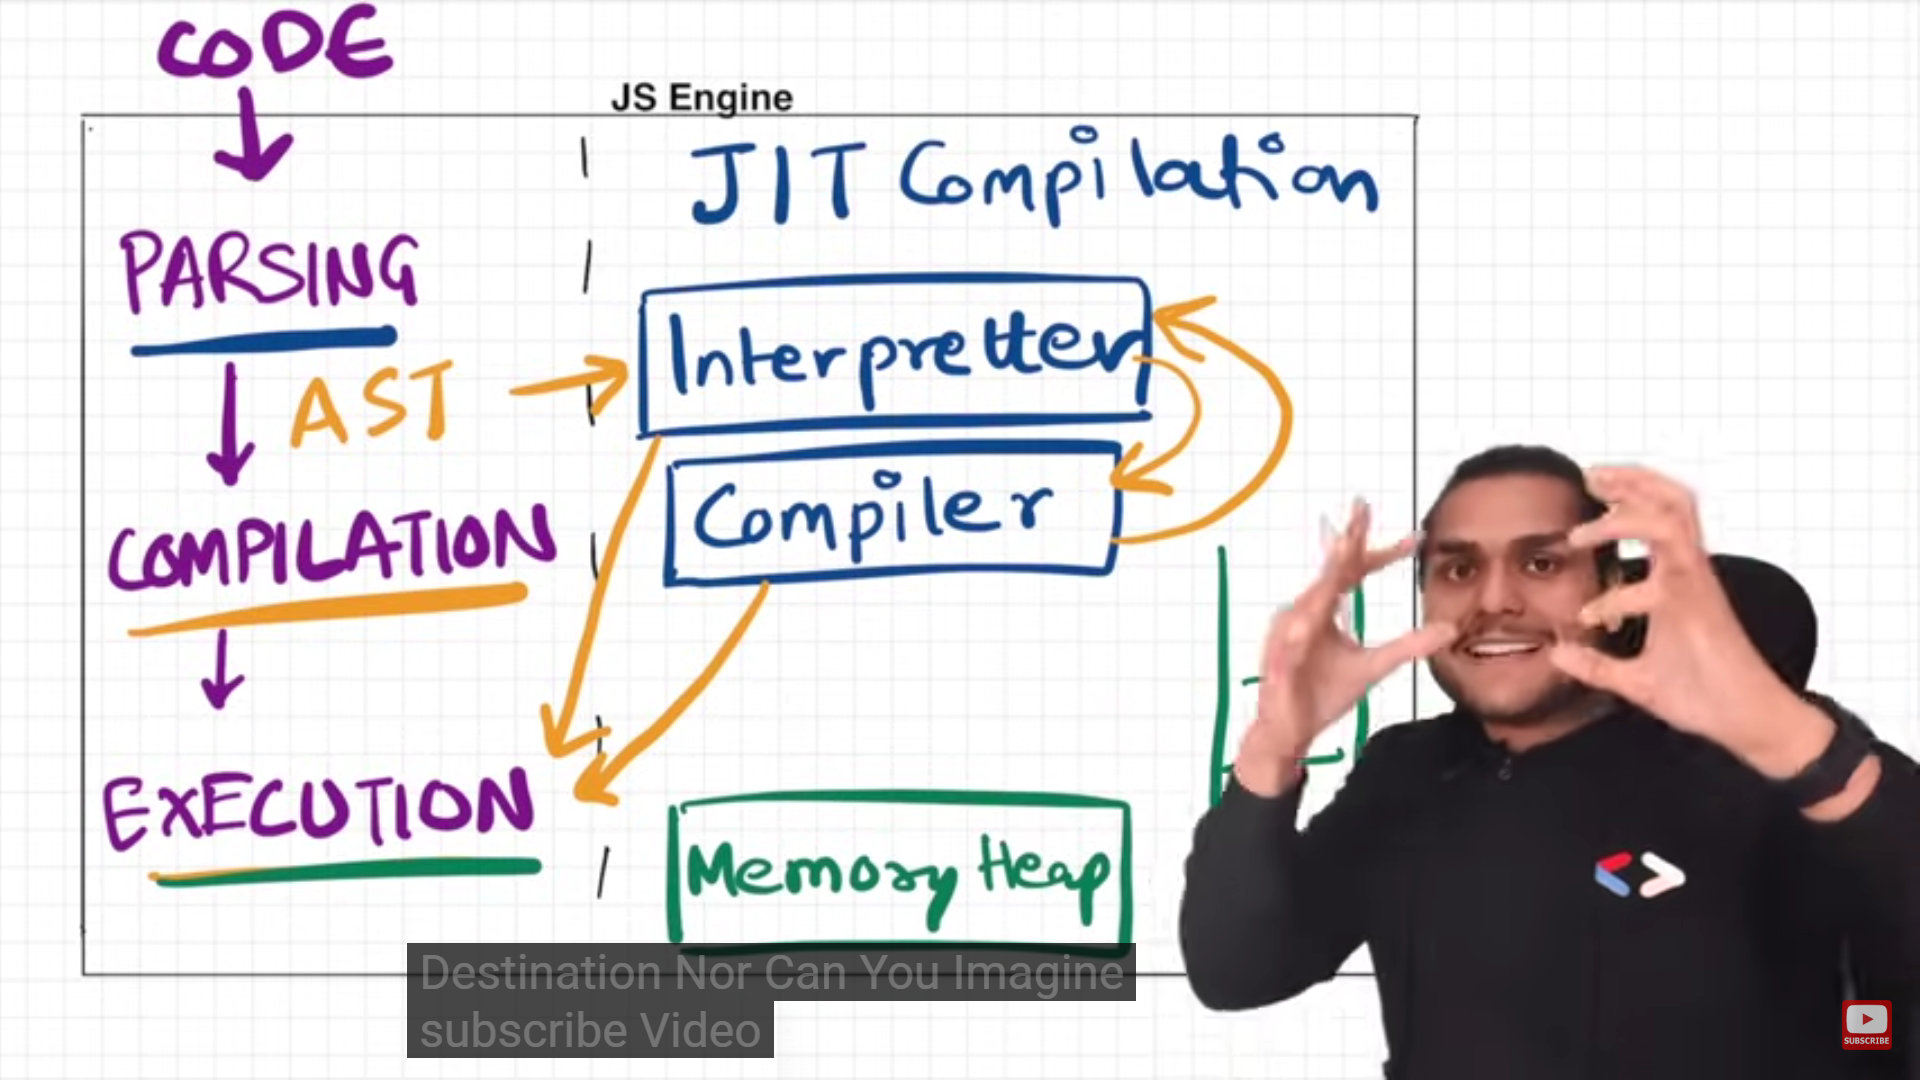 CODE
JS Engine
JIT Compilation
PARSING
Interpretter
AST
Compiler
COMPILATION
EXECUTION
Memory Heap
Destination Nor Can You Imagine
subscribe Video
SUBSCRIBE